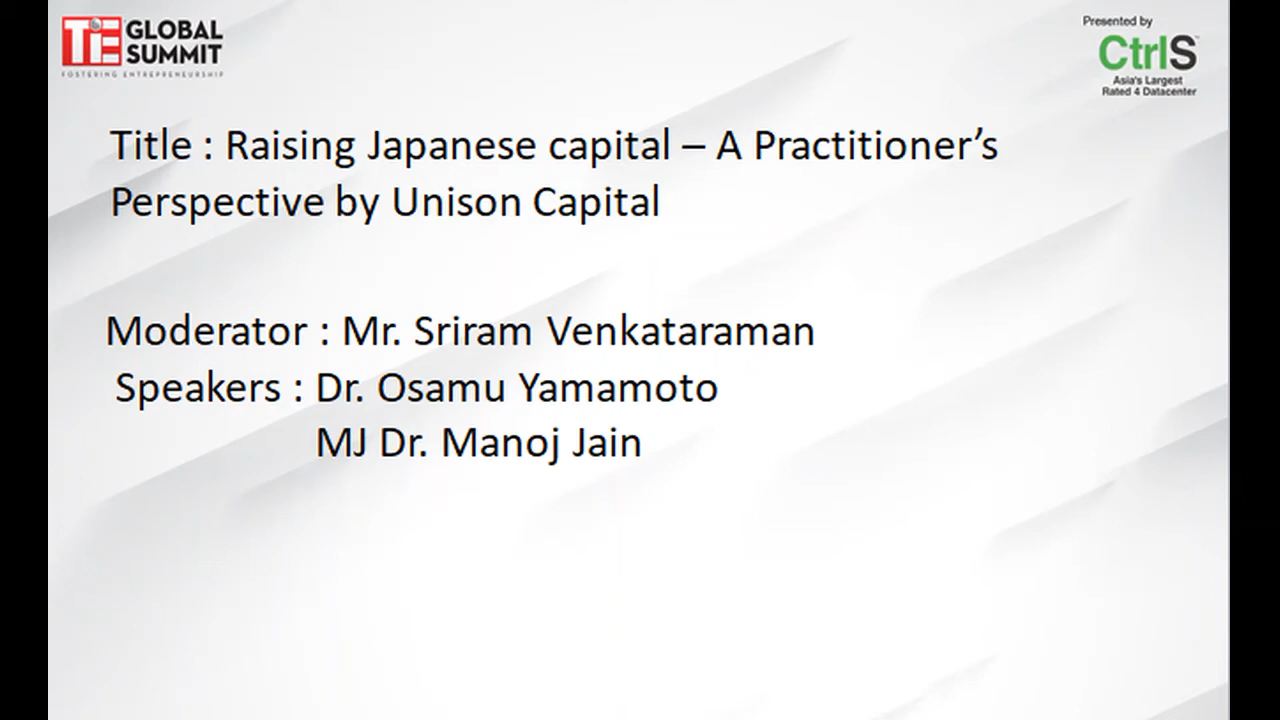 TiE GLOBAL
SUMMIT
FOSTERING ENTREPRENEURSHIP
Presented by
CtrlS™
Asia's Largest
Rated 4 Datacenter
Title : Raising Japanese capital – A Practitioner’s
Perspective by Unison Capital
Moderator : Mr. Sriram Venkataraman
Speakers : Dr. Osamu Yamamoto
MJ Dr. Manoj Jain